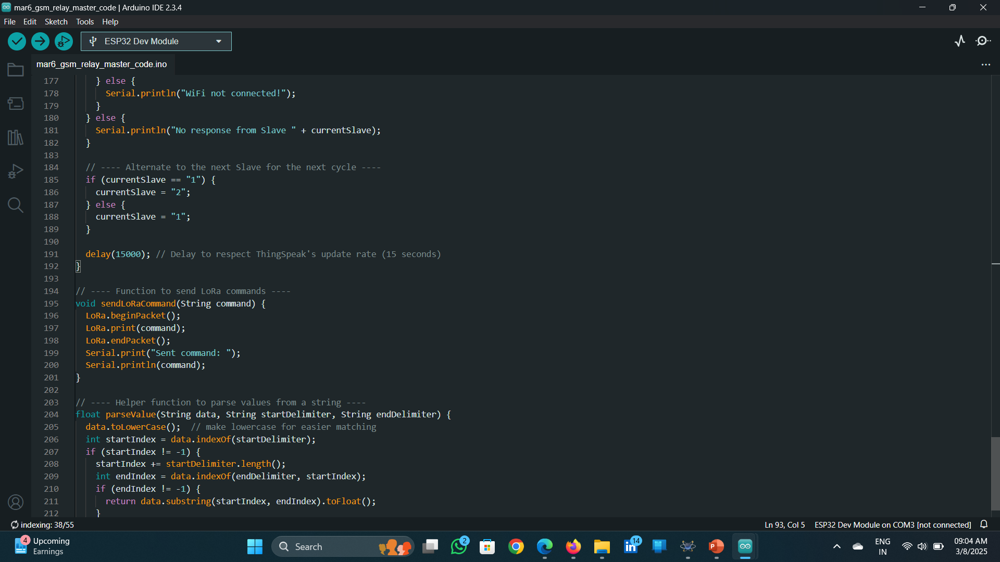 mar6_gsm_relay_master_code | Arduino IDE 2.3.4
File Edit Sketch Tools Help
ESP32 Dev Module
mar6_gsm_relay_master_code.ino
177 } else {
178 Serial.println("WiFi not connected!");
179 }
180 } else {
181 Serial.println("No response from Slave " + currentSlave);
182 }
183
184 // ---- Alternate to the next Slave for the next cycle ----
185 if (currentSlave == "1") {
186 currentSlave = "2";
187 } else {
188 currentSlave = "1";
189 }
190
191 delay(15000); // Delay to respect ThingSpeak's update rate (15 seconds)
192 }
193
194 // ---- Function to send LoRa commands ----
195 void sendLoRaCommand(String command) {
196 LoRa.beginPacket();
197 LoRa.print(command);
198 LoRa.endPacket();
199 Serial.print("Sent command: ");
200 Serial.println(command);
201 }
202
203 // ---- Helper function to parse values from a string ----
204 float parseValue(String data, String startDelimiter, String endDelimiter) {
205 data.toLowerCase(); // make lowercase for easier matching
206 int startIndex = data.indexOf(startDelimiter);
207 if (startIndex != -1) {
208 startIndex += startDelimiter.length();
209 int endIndex = data.indexOf(endDelimiter, startIndex);
210 if (endIndex != -1) {
211 return data.substring(startIndex, endIndex).toFloat();
212 }
indexing: 38/55
Ln 93, Col 5 ESP32 Dev Module on COM3 [not connected]
4 Upcoming
Earnings
Search
2
14
ENG
IN
09:04 AM
3/8/2025